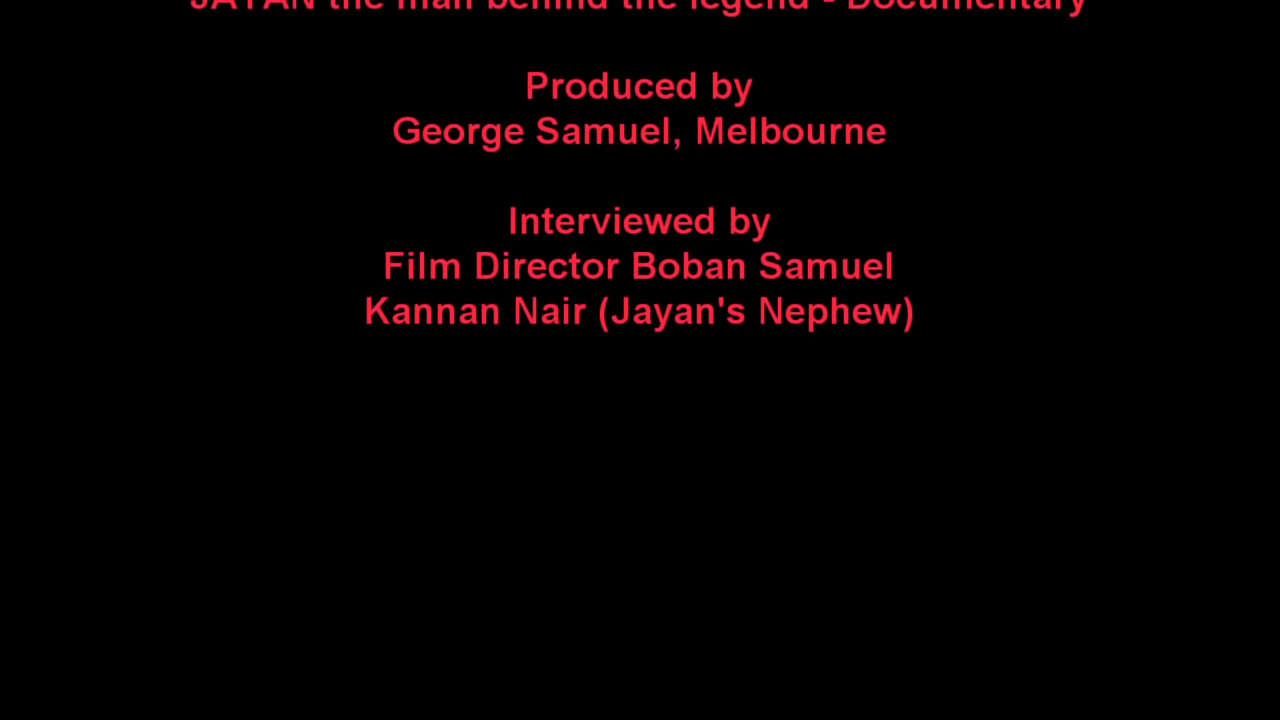 JAYAN the man behind the legend - Documentary
Produced by
George Samuel, Melbourne
Interviewed by
Film Director Boban Samuel
Kannan Nair (Jayan's Nephew)